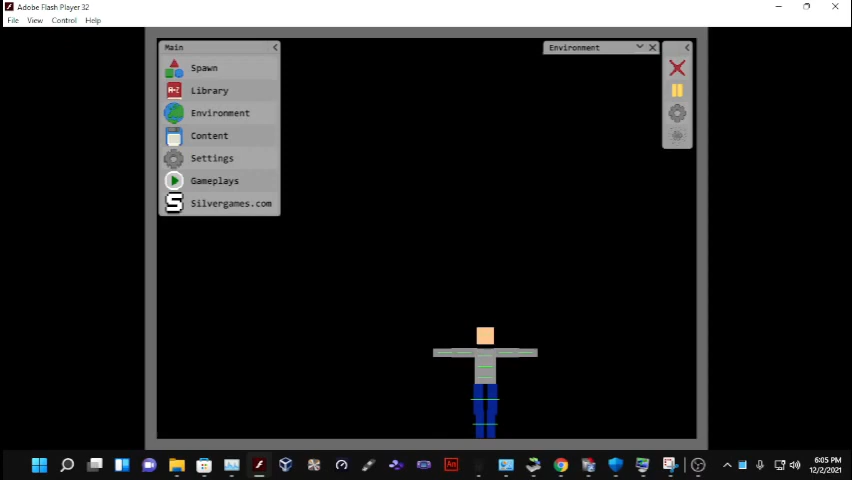 Adobe Flash Player 32
File View Control Help
Main
Environment
Spawn
A-Z
Library
Environment
Content
Settings
Gameplays
S
Silvergames.com
An
6:05 PM
12/2/2021